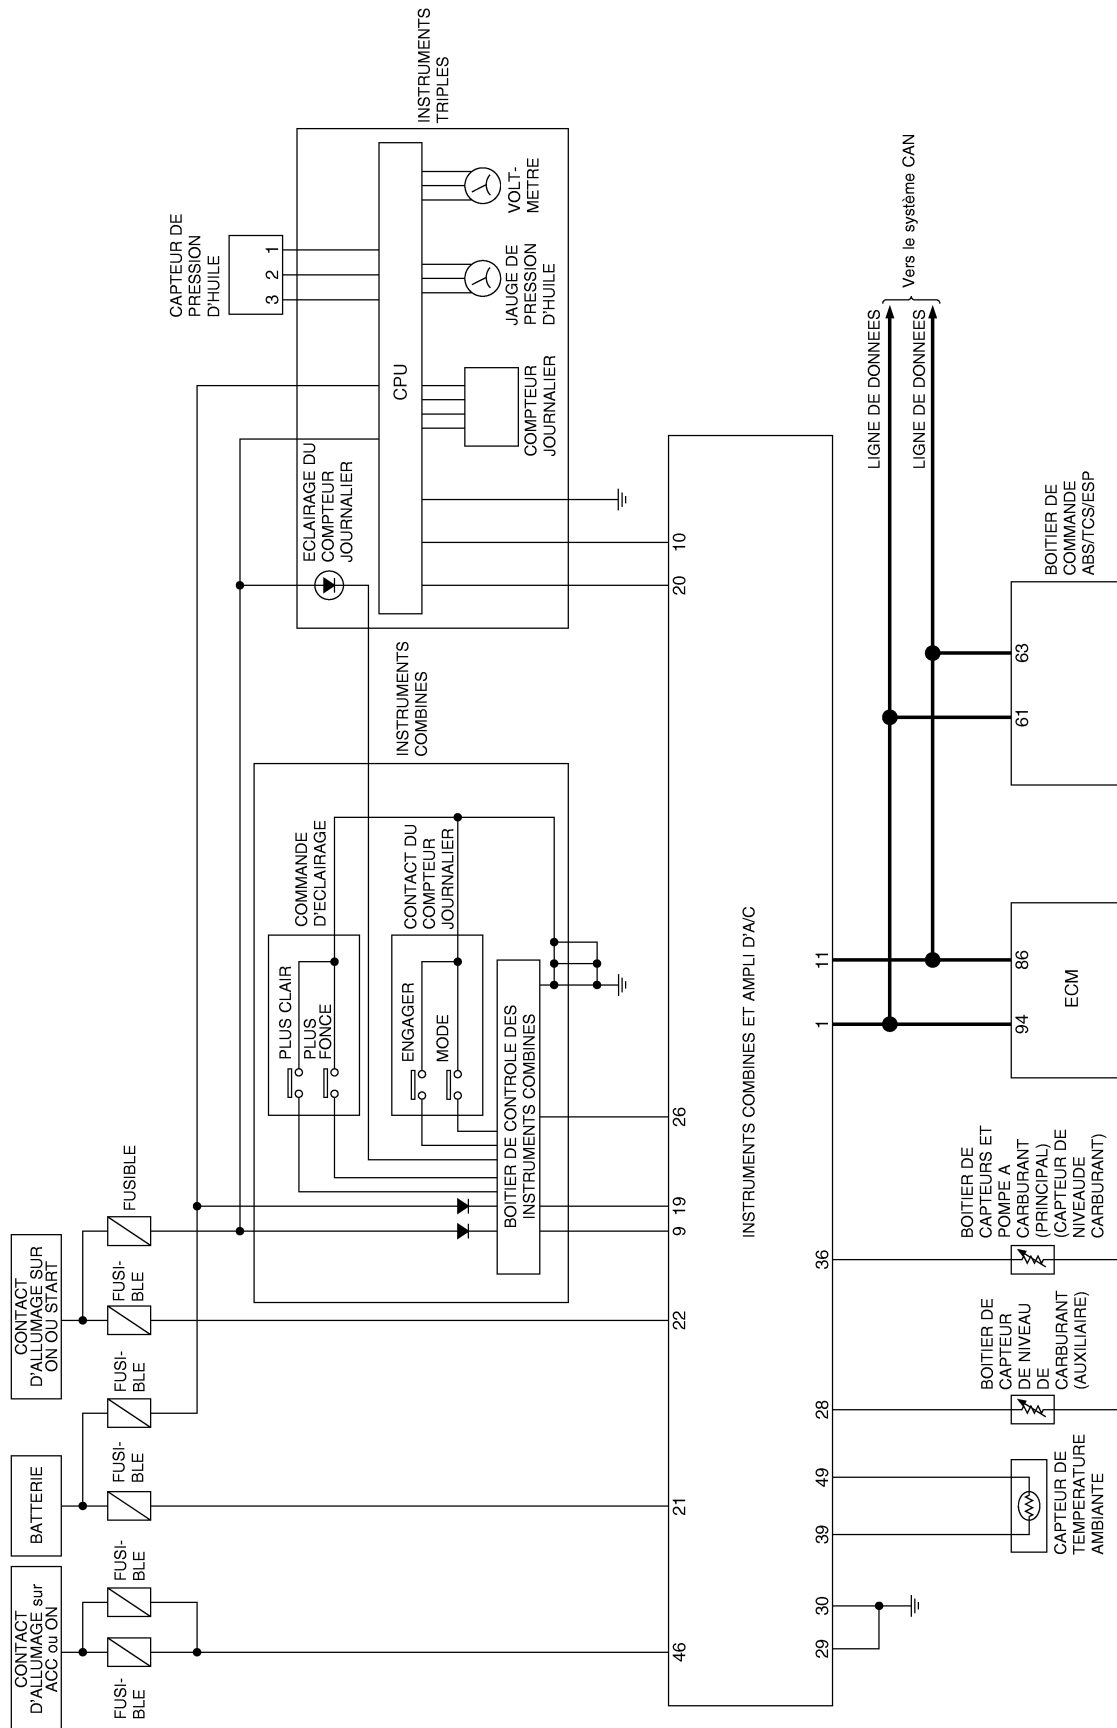 CONTACT
D'ALLUMAGE sur
ACC ou ON
BATTERIE
CONTACT
D'ALLUMAGE SUR
ON OU START
FUSI-
BLE
FUSI-
BLE
FUSI-
BLE
FUSI-
BLE
FUSI-
BLE
FUSIBLE
CAPTEUR DE
PRESSION
D'HUILE
3
2
1
INSTRUMENTS
TRIPLES
CPU
ECLAIRAGE DU
COMPTEUR
JOURNALIER
COMPTEUR
JOURNALIER
JAUGE DE
PRESSION
D'HUILE
VOLT-
METRE
INSTRUMENTS
COMBINES
COMMANDE
D'ECLAIRAGE
PLUS CLAIR
PLUS
FONCE
CONTACT DU
COMPTEUR
JOURNALIER
ENGAGER
MODE
BOITIER DE CONTROLE DES
INSTRUMENTS COMBINES
46
21
22
9
19
26
20
10
INSTRUMENTS COMBINES ET AMPLI D'A/C
29
30
39
49
28
36
1
11
CAPTEUR DE
TEMPERATURE
AMBIANTE
BOITIER DE
CAPTEUR
DE NIVEAU
DE
CARBURANT
(AUXILIAIRE)
BOITIER DE
CAPTEURS ET
POMPE A
CARBURANT
(PRINCIPAL)
(CAPTEUR DE
NIVEAUDE
CARBURANT)
94
86
ECM
61
63
BOITIER DE
COMMANDE
ABS/TCS/ESP
LIGNE DE DONNEES
LIGNE DE DONNEES
Vers le système CAN